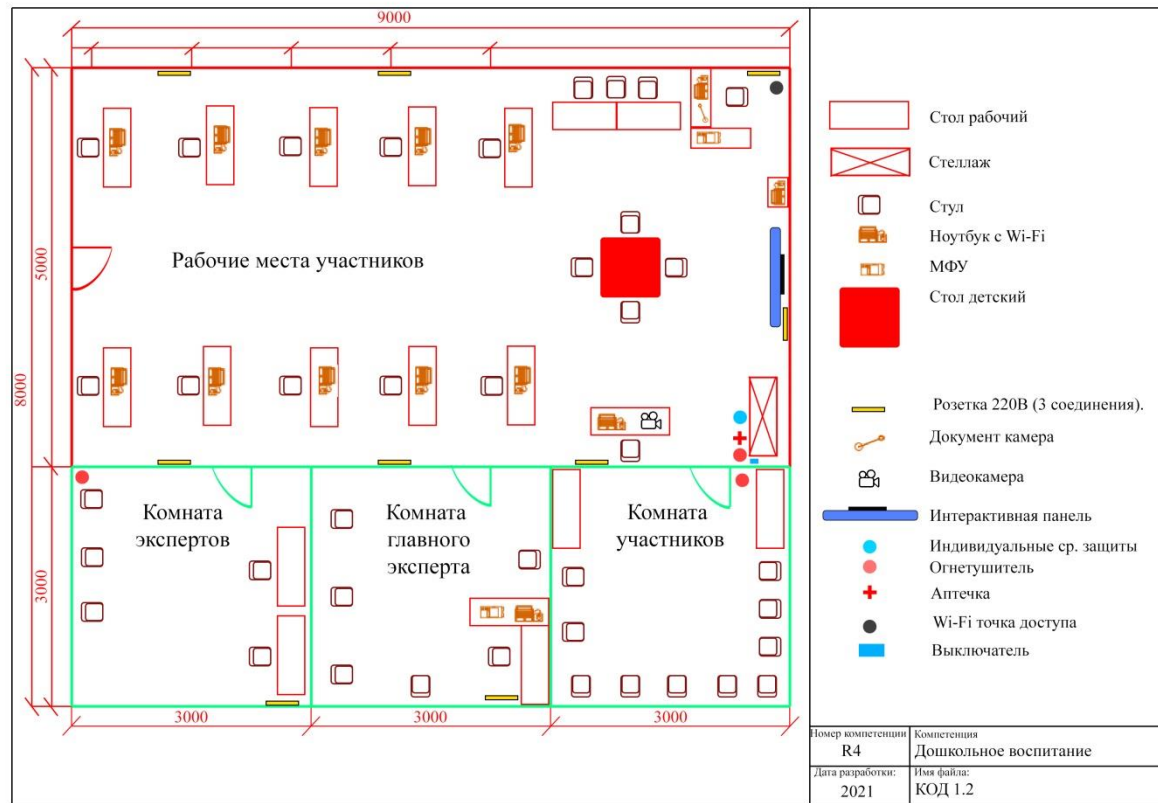 9000
5000
8000
3000
Рабочие места участников
Комната
экспертов
Комната
главного
эксперта
Комната
участников
3000
3000
3000
Стол рабочий
Стеллаж
Стул
Ноутбук с Wi-Fi
МФУ
Стол детский
Розетка 220В (3 соединения).
Документ камера
Видеокамера
Интерактивная панель
Индивидуальные ср. защиты
Огнетушитель
Аптечка
Wi-Fi точка доступа
Выключатель
Номер компетенции
R4
Компетенция
Дошкольное воспитание
Дата разработки:
2021
Имя файла:
КОД 1.2